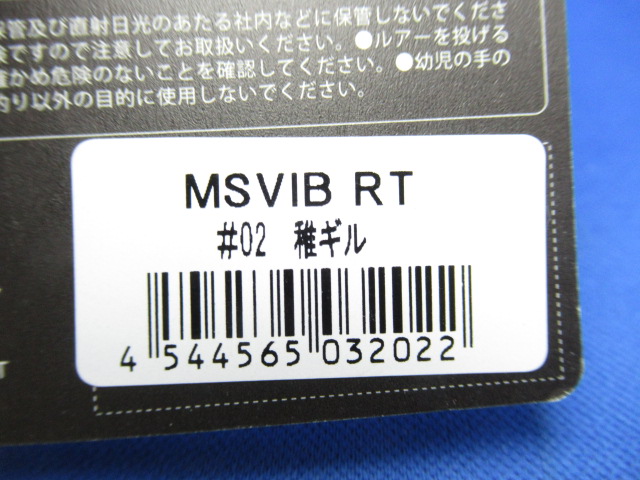 保管及び直射日光のあたる社内などに保管しないでくださ
険ですので注意してお取扱いください。●ルアーを投げる
確かめ危険のないことを確認してください。●幼児の手の
釣り以外の目的に使用しないでください。
MSVIB RT
#02 稚ギル
4 544565 032022
T